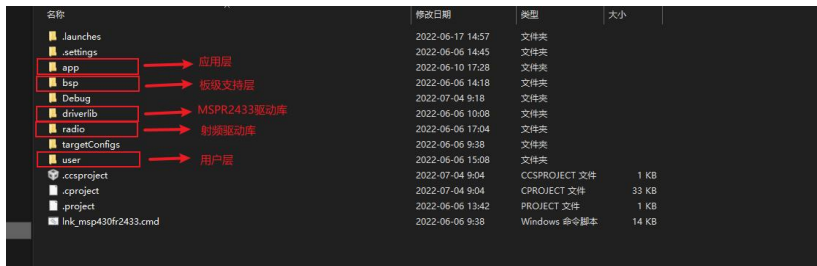 名称 修改日期 类型 大小
.launches 2022-06-17 14:57 文件夹
.settings 2022-06-06 14:45 文件夹
app 应用层 2022-06-10 17:28 文件夹
bsp 板级支持层 2022-06-06 14:18 文件夹
Debug 2022-07-04 9:18 文件夹
driverlib MSPR2433驱动库 2022-06-06 10:08 文件夹
radio 射频驱动库 2022-06-06 17:04 文件夹
targetConfigs 2022-06-06 9:38 文件夹
user 用户层 2022-06-06 15:08 文件夹
.ccsproject 2022-07-04 9:04 CCSPROJECT 文件 1 KB
.cproject 2022-07-04 9:04 CPROJECT 文件 33 KB
.project 2022-06-06 13:42 PROJECT 文件 1 KB
lnk_msp430fr2433.cmd 2022-06-06 9:38 Windows 命令脚本 14 KB